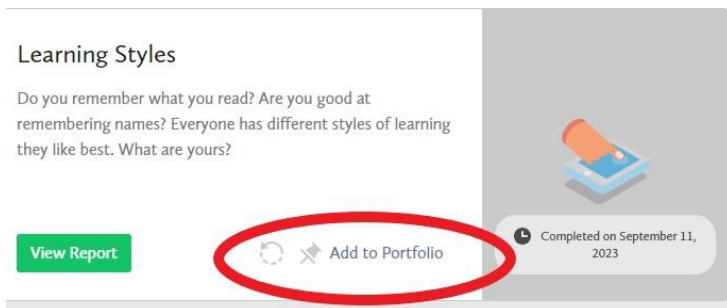 Learning Styles
Do you remember what you read? Are you good at
remembering names? Everyone has different styles of learning
they like best. What are yours?
View Report
Add to Portfolio
Completed on September 11,
2023